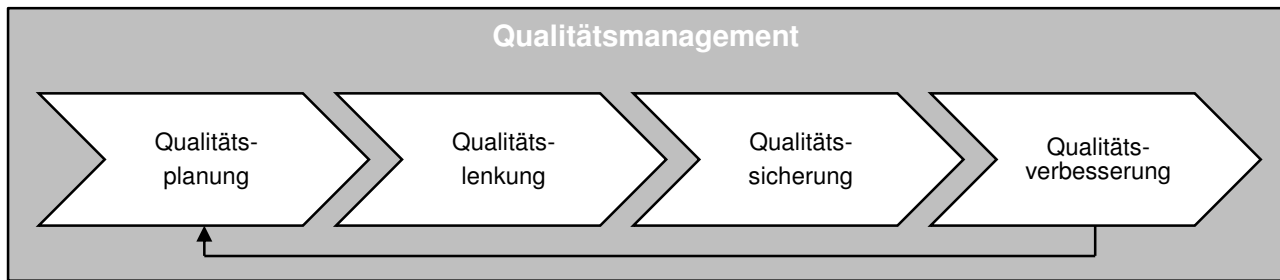 Qualitätsmanagement
Qualitäts-
planung
Qualitäts-
lenkung
Qualitäts-
sicherung
Qualitäts-
verbesserung